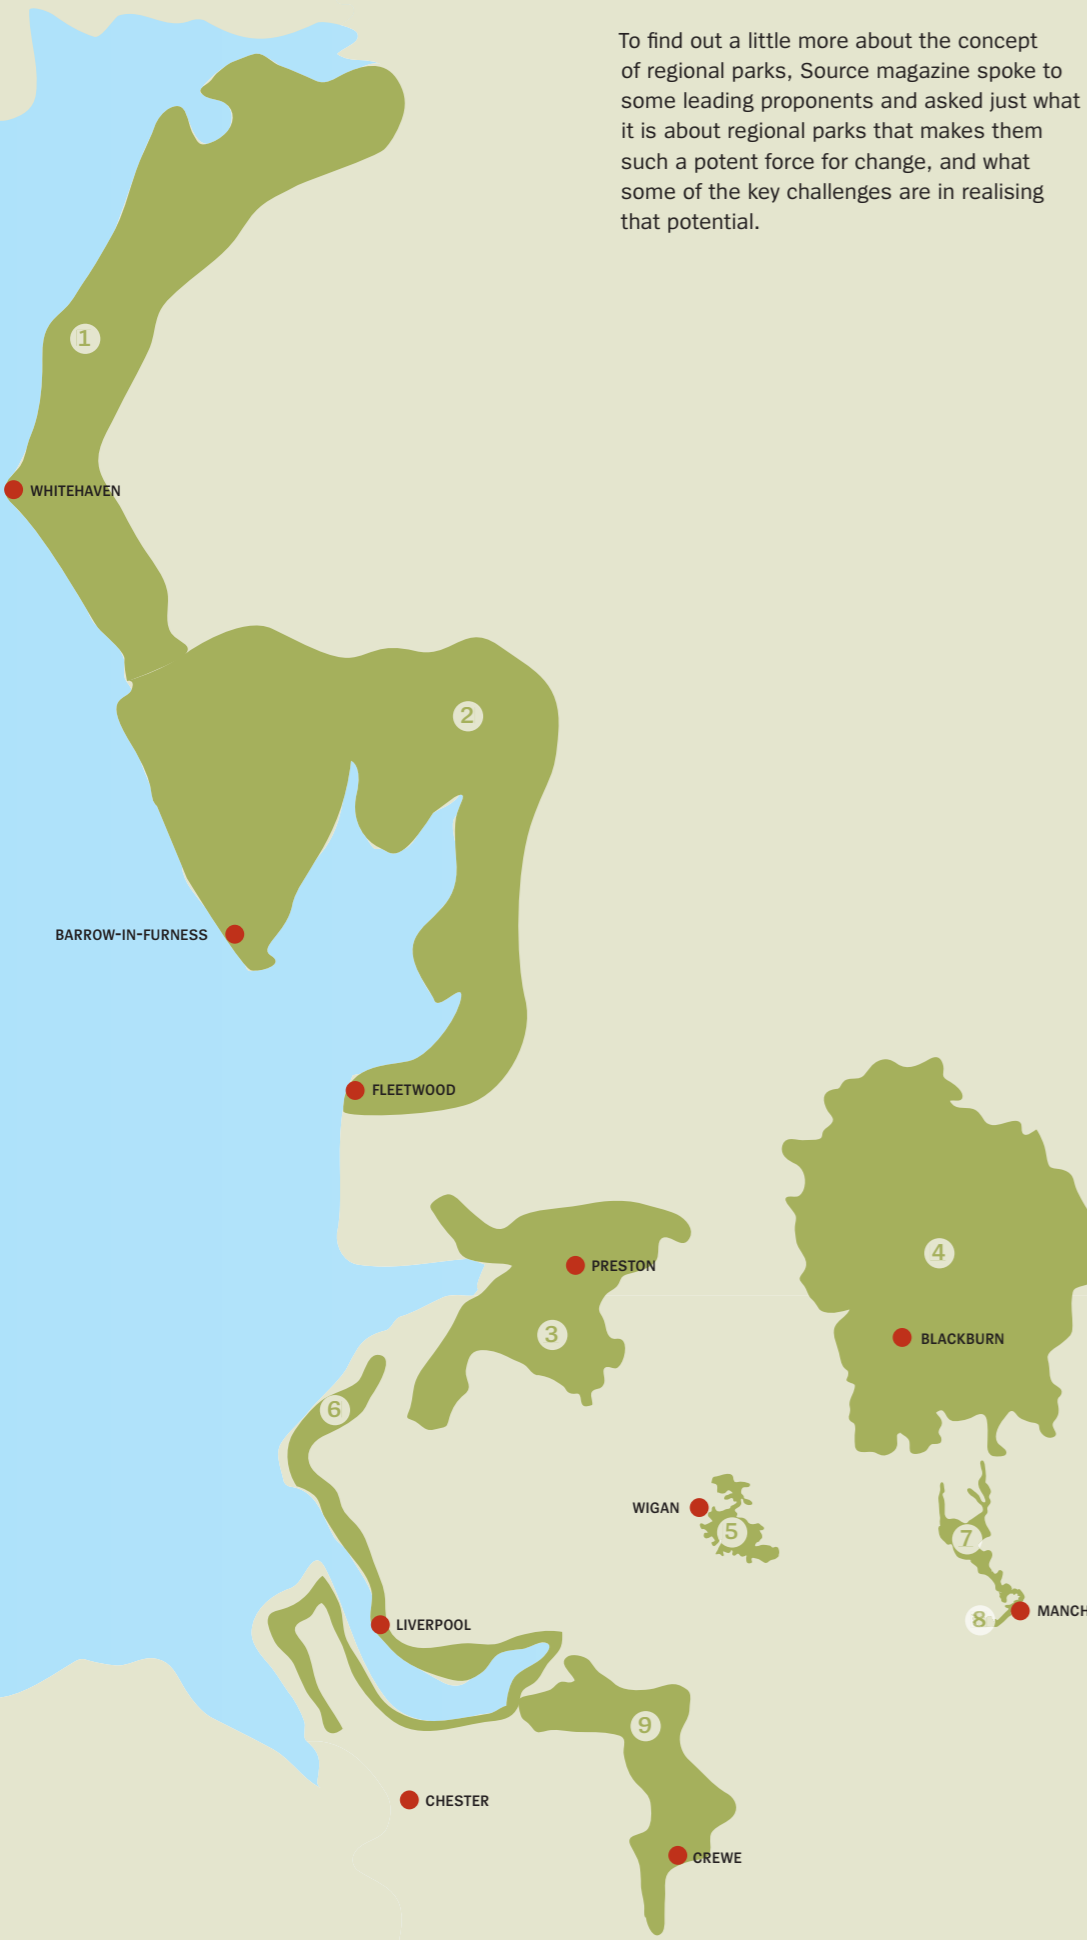 To find out a little more about the concept
of regional parks, Source magazine spoke to
some leading proponents and asked just what
it is about regional parks that makes them
such a potent force for change, and what
some of the key challenges are in realising
that potential.
1
WHITEHAVEN
2
BARROW-IN-FURNESS
FLEETWOOD
4
PRESTON
3
BLACKBURN
6
WIGAN
5
7
8
MANCH
LIVERPOOL
9
CHESTER
CREWE